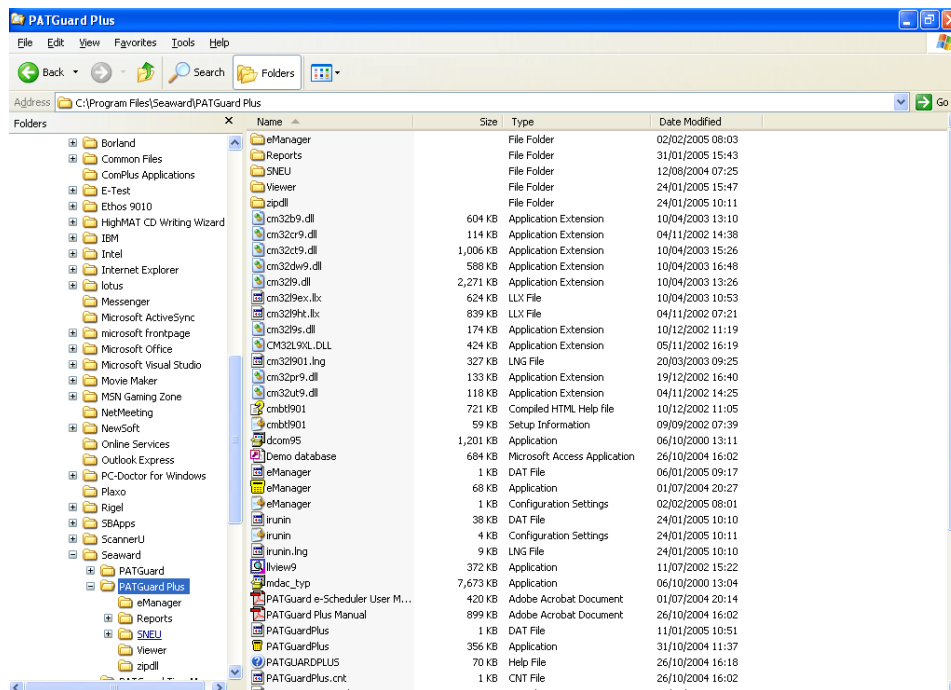 PATGuard Plus
File Edit View Favorites Tools Help
Back Search Folders
Address C:\Program Files\Seaward\PATGuard Plus Go
Folders
Borland
Common Files
ComPlus Applications
E-Test
Ethos 9010
HighMAT CD Writing Wizard
IBM
Intel
Internet Explorer
lotus
Messenger
Microsoft ActiveSync
microsoft frontpage
Microsoft Office
Microsoft Visual Studio
Movie Maker
MSN Gaming Zone
NetMeeting
NewSoft
Online Services
Outlook Express
PC-Doctor for Windows
Plaxo
Rigel
SBApps
ScannerU
Seaward
PATGuard
PATGuard Plus
eManager
Reports
SNEU
Viewer
zipdll
Name Size Type Date Modified
eManager File Folder 02/02/2005 08:03
Reports File Folder 31/01/2005 15:43
SNEU File Folder 12/08/2004 07:25
Viewer File Folder 24/01/2005 15:47
zipdll File Folder 24/01/2005 10:11
cm32b9.dll 604 KB Application Extension 10/04/2003 13:10
cm32cr9.dll 114 KB Application Extension 04/11/2002 14:38
cm32ct9.dll 1,006 KB Application Extension 10/04/2003 15:26
cm32dw9.dll 588 KB Application Extension 10/04/2003 16:48
cm32l9.dll 2,271 KB Application Extension 10/04/2003 13:26
cm32l9ex.llx 624 KB LLX File 10/04/2003 10:53
cm32l9ht.llx 839 KB LLX File 04/11/2002 07:21
cm32l9s.dll 174 KB Application Extension 10/12/2002 11:19
CM32L9XL.DLL 424 KB Application Extension 05/11/2002 16:19
cm32l901.lng 327 KB LNG File 20/03/2003 09:25
cm32pr9.dll 133 KB Application Extension 19/12/2002 16:40
cm32ut9.dll 118 KB Application Extension 04/11/2002 14:25
cmbtl901 721 KB Compiled HTML Help file 10/12/2002 11:05
cmbtl901 59 KB Setup Information 09/09/2002 07:39
dcom95 1,201 KB Application 06/10/2000 13:11
Demo database 684 KB Microsoft Access Application 26/10/2004 16:02
eManager 1 KB DAT File 06/01/2005 09:17
eManager 68 KB Application 01/07/2004 20:27
eManager 1 KB Configuration Settings 02/02/2005 08:01
irunin 38 KB DAT File 24/01/2005 10:10
irunin 4 KB Configuration Settings 24/01/2005 10:11
irunin.lng 9 KB LNG File 24/01/2005 10:10
llview9 372 KB Application 11/07/2002 15:22
mdac_typ 7,673 KB Application 06/10/2000 13:04
PATGuard e-Scheduler User M... 420 KB Adobe Acrobat Document 01/07/2004 20:14
PATGuard Plus Manual 899 KB Adobe Acrobat Document 26/10/2004 16:02
PATGuardPlus 1 KB DAT File 11/01/2005 10:51
PATGuardPlus 356 KB Application 31/10/2004 11:37
PATGUARDPLUS 70 KB Help File 26/10/2004 16:18
PATGuardPlus.cnt 1 KB CNT File 26/10/2004 16:02